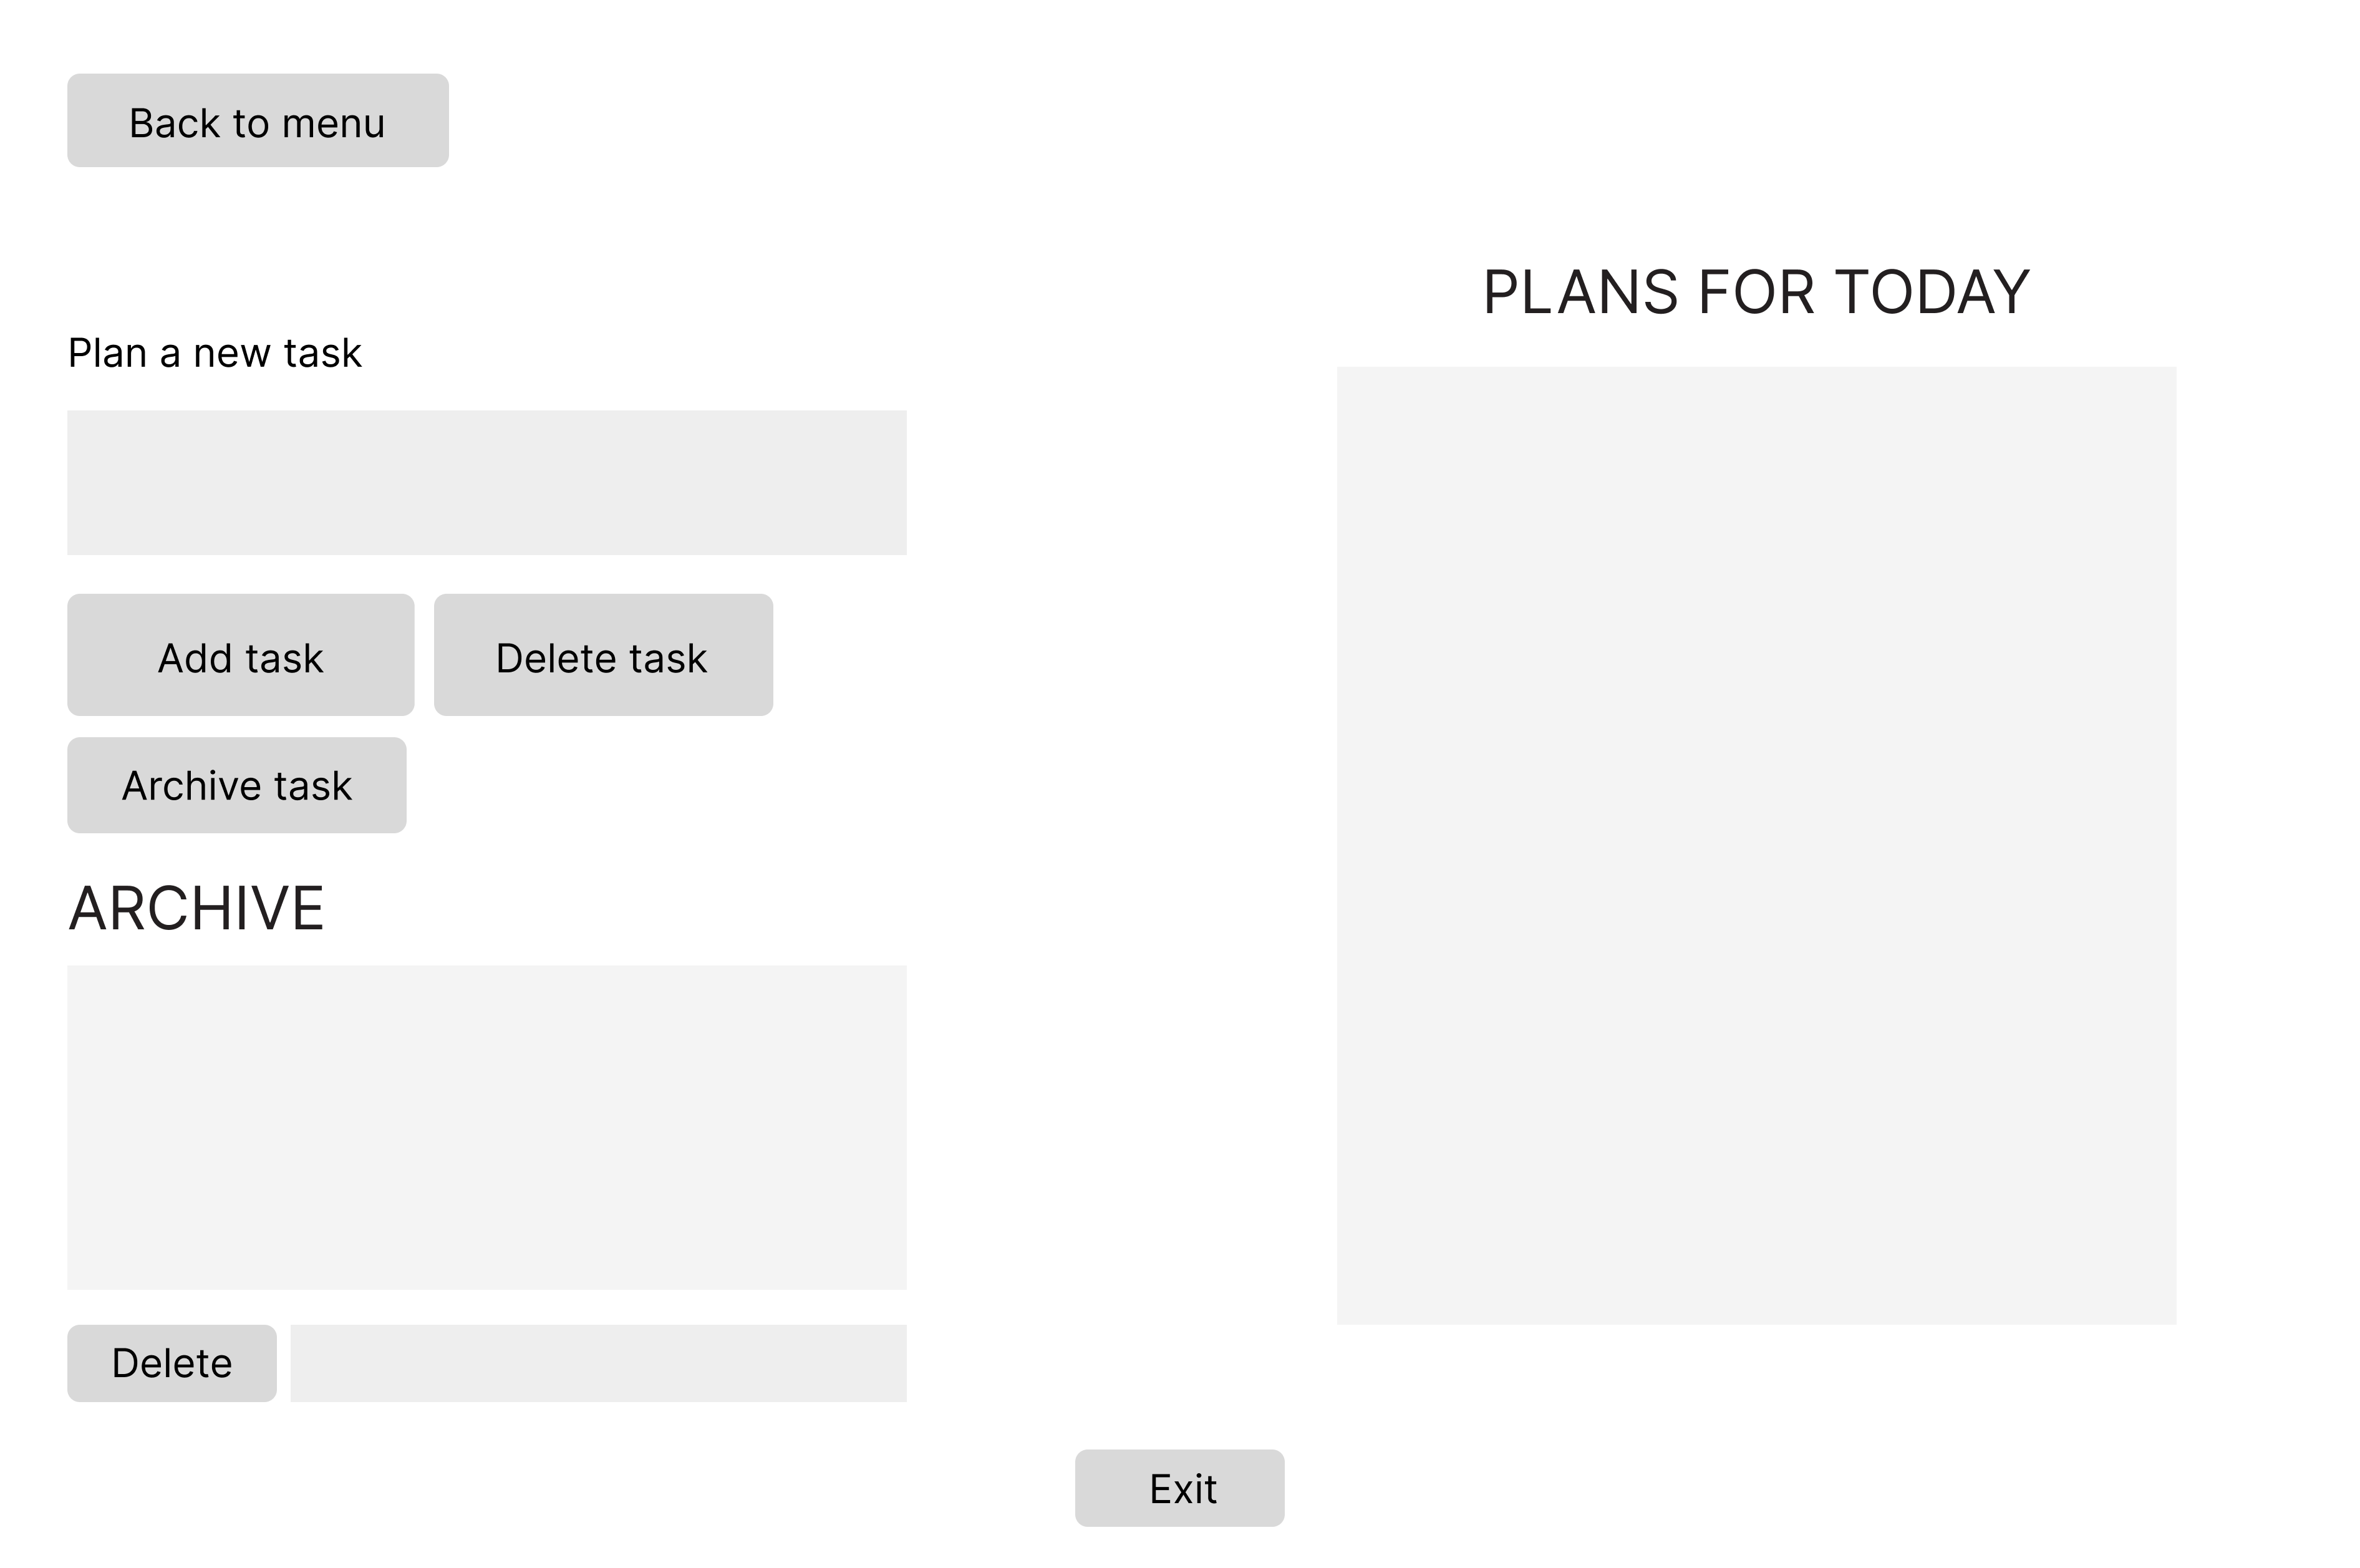 Back to menu
PLANS FOR TODAY
Plan a new task
Add task
Delete task
Archive task
ARCHIVE
Delete
Exit